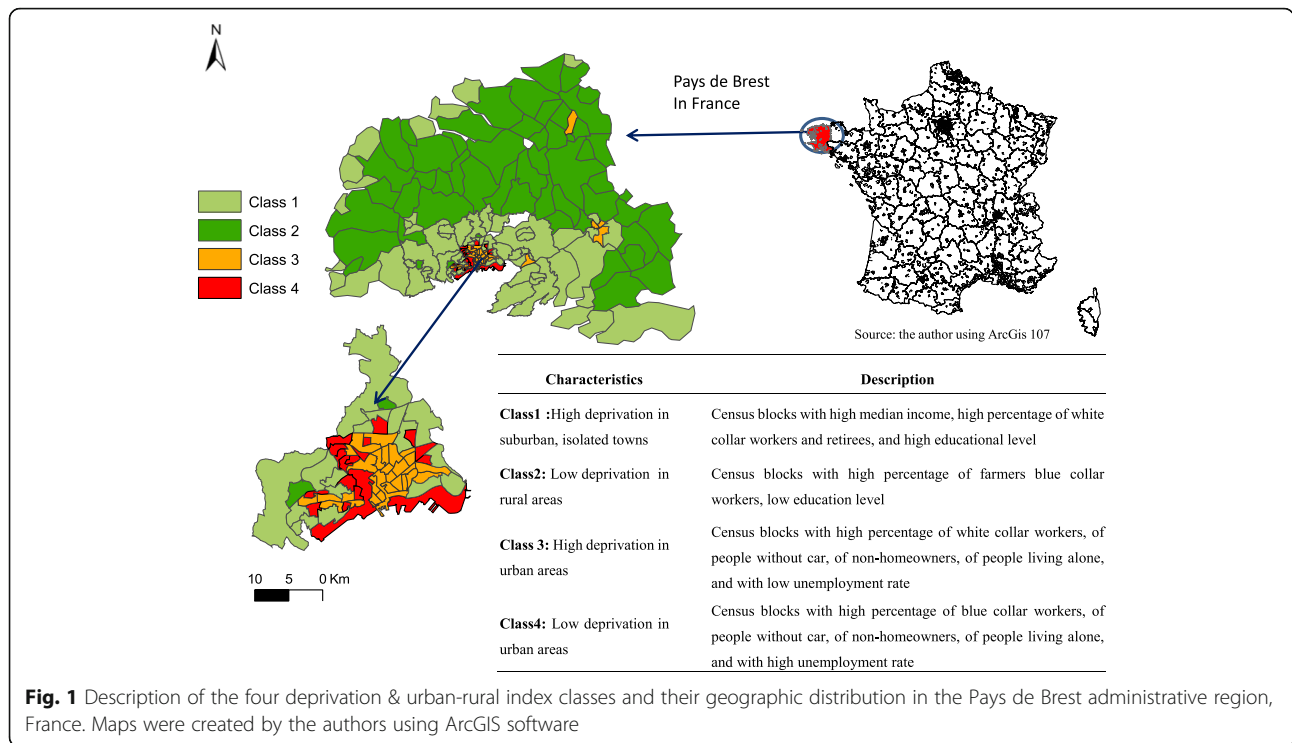 N
Pays de Brest
In France
Class 1
Class 2
Class 3
Class 4
Source: the author using ArcGis 107
10 5 0 Km
Characteristics Description
Class1 :High deprivation in suburban, isolated towns
Census blocks with high median income, high percentage of white collar workers and retirees, and high educational level
Class2: Low deprivation in rural areas
Census blocks with high percentage of farmers blue collar workers, low education level
Class 3: High deprivation in urban areas
Census blocks with high percentage of white collar workers, of people without car, of non-homeowners, of people living alone, and with low unemployment rate
Class4: Low deprivation in urban areas
Census blocks with high percentage of blue collar workers, of people without car, of non-homeowners, of people living alone, and with high unemployment rate
Fig. 1 Description of the four deprivation & urban-rural index classes and their geographic distribution in the Pays de Brest administrative region,
France. Maps were created by the authors using ArcGIS software